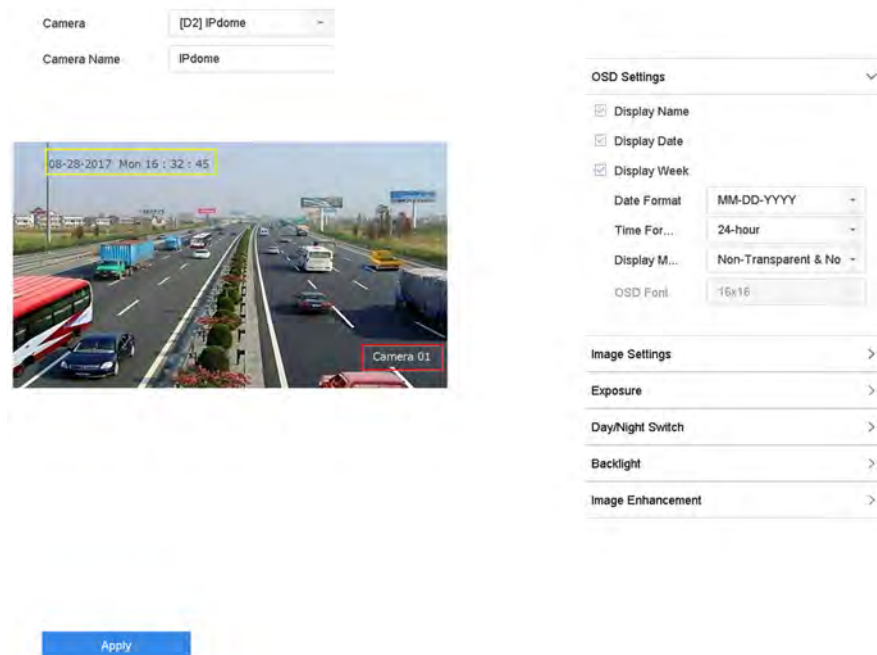 Camera
[D2] IPdome
Camera Name
IPdome
08-28-2017 Mon 16 : 32 : 45
Camera 01
OSD Settings
Display Name
Display Date
Display Week
Date Format
MM-DD-YYYY
Time For...
24-hour
Display M...
Non-Transparent & No
OSD Font
16x16
Image Settings
Exposure
Day/Night Switch
Backlight
Image Enhancement
Apply